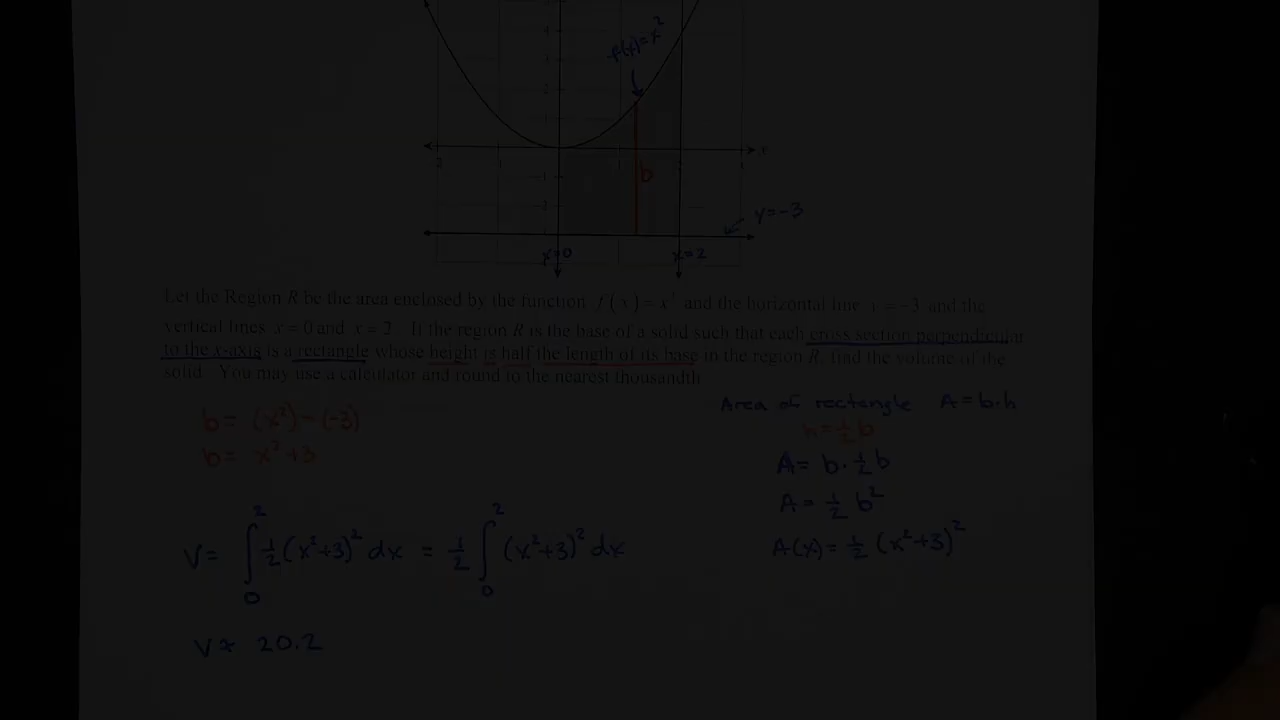 f(x)=x²
x
b
y=-3
x=0
x=2
Let the Region R be the area enclosed by the function f(x)=x² and the horizontal line y=-3 and the
vertical lines x=0 and x=2. If the region R is the base of a solid such that each cross section perpendicular
to the x-axis is a rectangle whose height is half the length of its base in the region R, find the volume of the
solid. You may use a calculator and round to the nearest thousandth
Area of rectangle A=b·h
b= (x²)-(-3)
h=½b
b= x²+3
A= b·½b
A= ½b²
V= ∫₀² ½(x²+3)² dx = ½ ∫₀² (x²+3)² dx
A(x)= ½(x²+3)²
V≈ 20.2